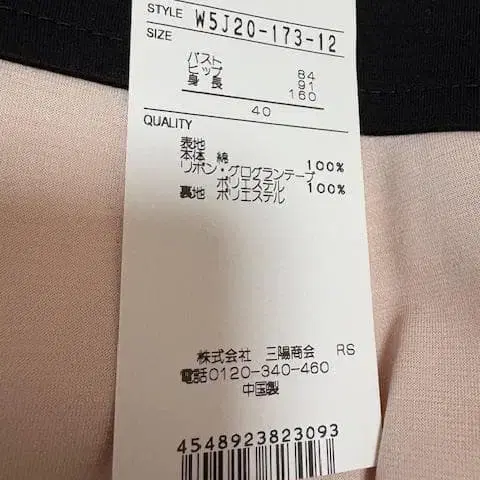 STYLE W5J20-173-12
SIZE
バスト 84
ヒップ 91
身長 160
40
QUALITY
表地
本体 綿 100%
リボン・グログランテープ
ポリエステル 100%
裏地 ポリエステル
株式会社 三陽商会 RS
電話0120-340-460
中国製
4548923823093